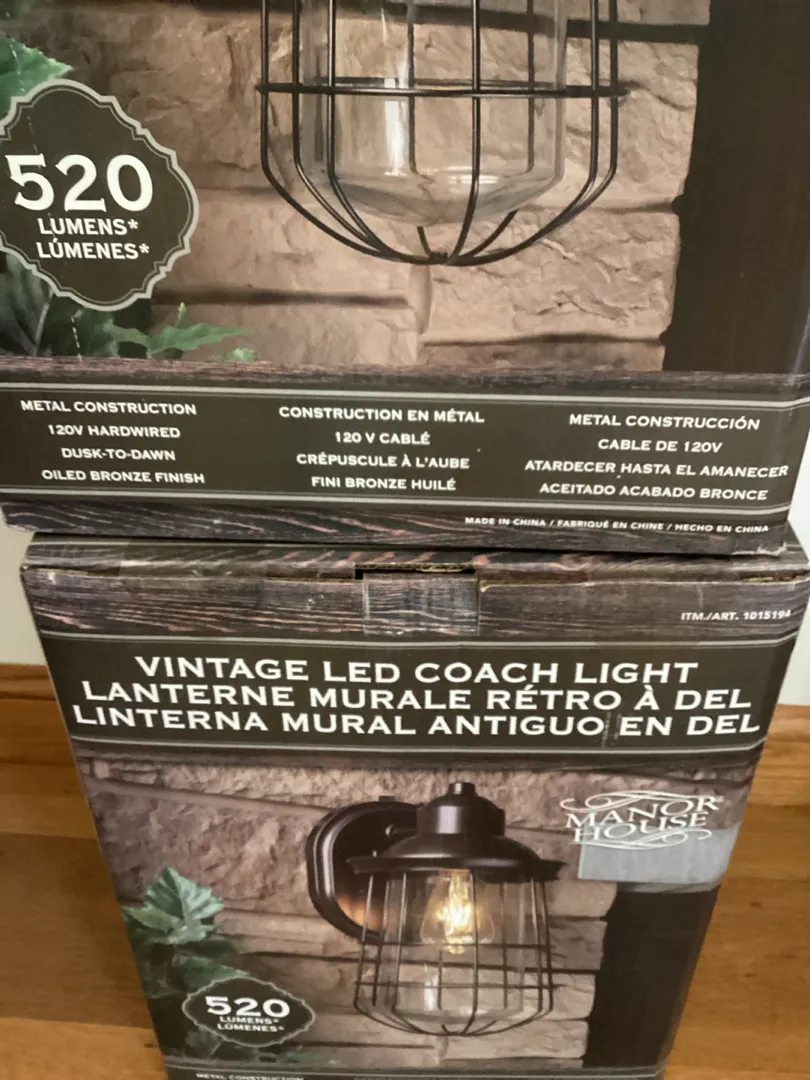 520
LUMENS*
LÚMENES*
METAL CONSTRUCTION
120V HARDWIRED
DUSK-TO-DAWN
OILED BRONZE FINISH
CONSTRUCTION EN MÉTAL
120 V CABLÉ
CRÉPUSCULE À L'AUBE
FINI BRONZE HUILÉ
METAL CONSTRUCCIÓN
CABLE DE 120V
ATARDECER HASTA EL AMANECER
ACEITADO ACABADO BRONCE
MADE IN CHINA / FABRIQUÉ EN CHINE / HECHO EN CHINA
ITM./ART. 1015194
VINTAGE LED COACH LIGHT
LANTERNE MURALE RÉTRO À DEL
LINTERNA MURAL ANTIGUO EN DEL
MANOR
HOUSE
520
LUMENS*
LÚMENES*
METAL CONSTRUCTION